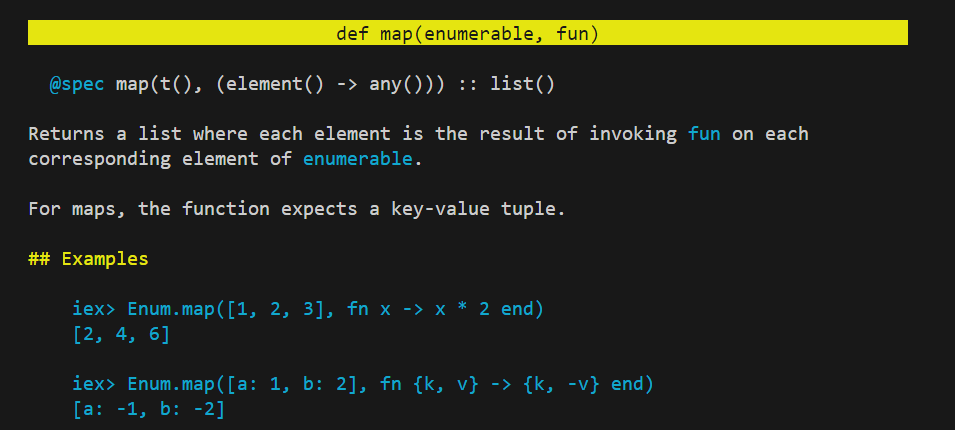 def map(enumerable, fun)
@spec map(t(), (element() -> any())) :: list()
Returns a list where each element is the result of invoking fun on each
corresponding element of enumerable.
For maps, the function expects a key-value tuple.
## Examples
iex> Enum.map([1, 2, 3], fn x -> x * 2 end)
[2, 4, 6]
iex> Enum.map([a: 1, b: 2], fn {k, v} -> {k, -v} end)
[a: -1, b: -2]